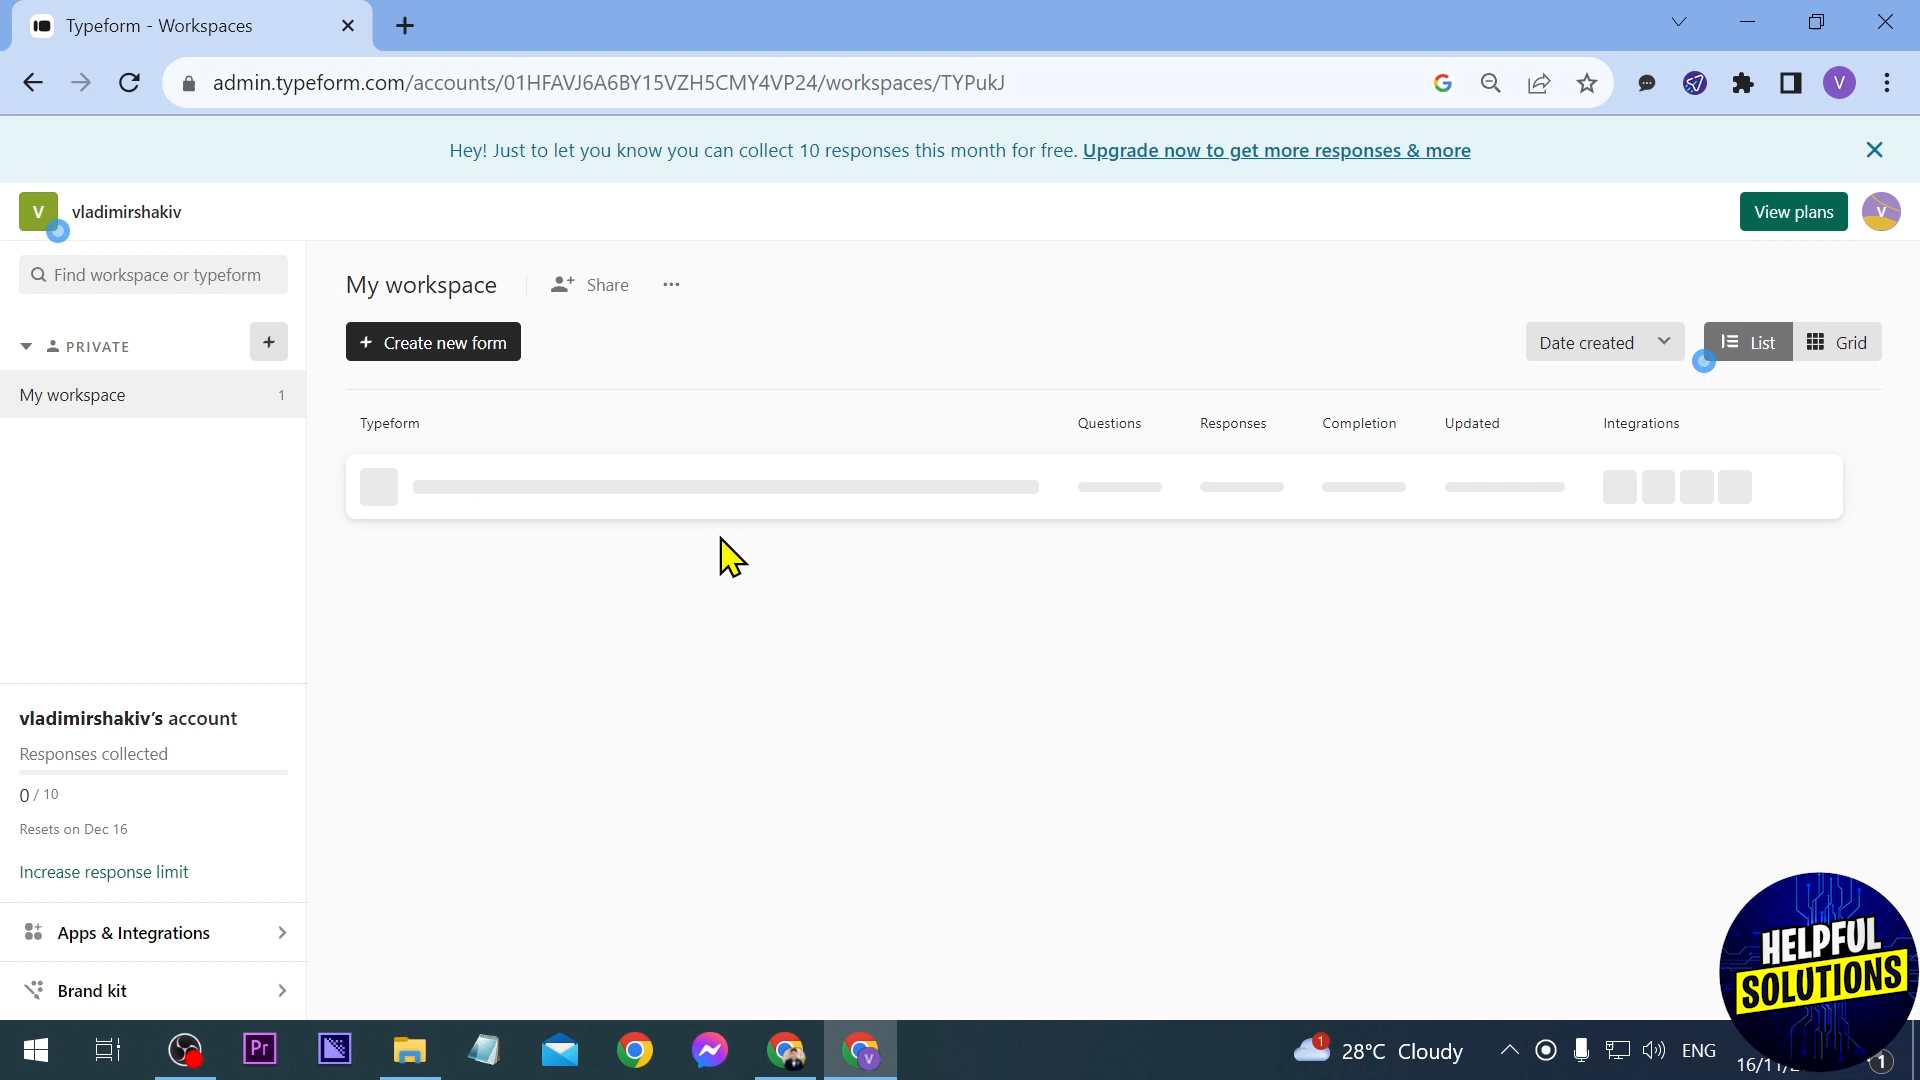 Typeform - Workspaces
admin.typeform.com/accounts/01HFAVJ6A6BY15VZH5CMY4VP24/workspaces/TYPukJ
V
Hey! Just to let you know you can collect 10 responses this month for free. Upgrade now to get more responses & more
V
vladimirshakiv
View plans
V
Find workspace or typeform
My workspace
Share
PRIVATE
+ Create new form
Date created
List
Grid
My workspace
1
Typeform
Questions
Responses
Completion
Updated
Integrations
vladimirshakiv's account
Responses collected
0 / 10
Resets on Dec 16
Increase response limit
Apps & Integrations
Brand kit
HELPFUL
SOLUTIONS
Pr
V
1
28°C Cloudy
ENG
1